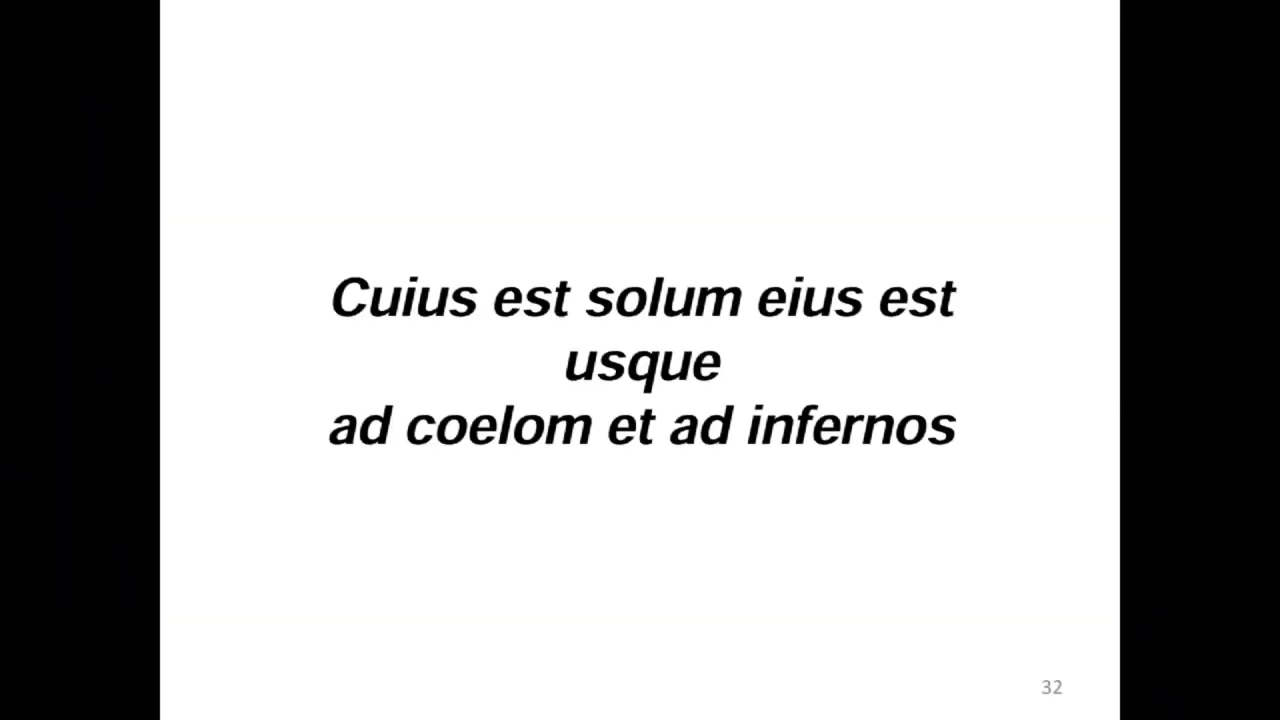 Cuius est solum eius est
usque
ad coelom et ad infernos
32